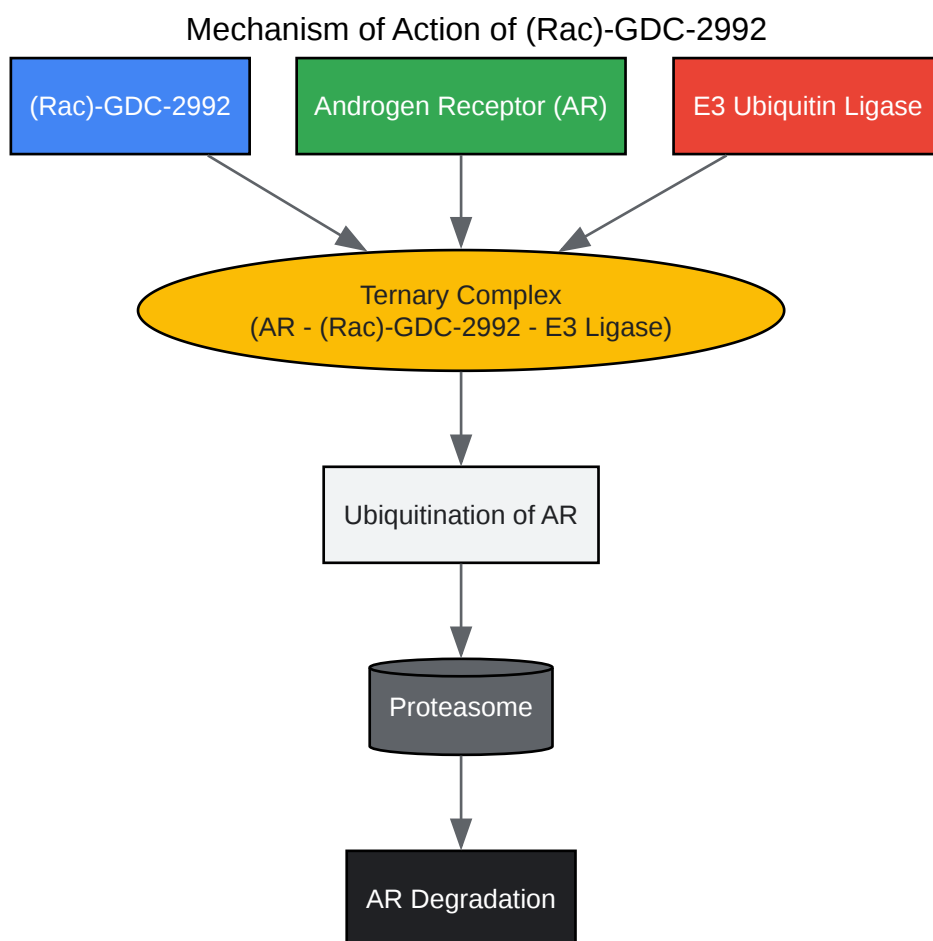 Mechanism of Action of (Rac)-GDC-2992
(Rac)-GDC-2992
Androgen Receptor (AR)
E3 Ubiquitin Ligase
Ternary Complex
(AR - (Rac)-GDC-2992 - E3 Ligase)
Ubiquitination of AR
Proteasome
AR Degradation